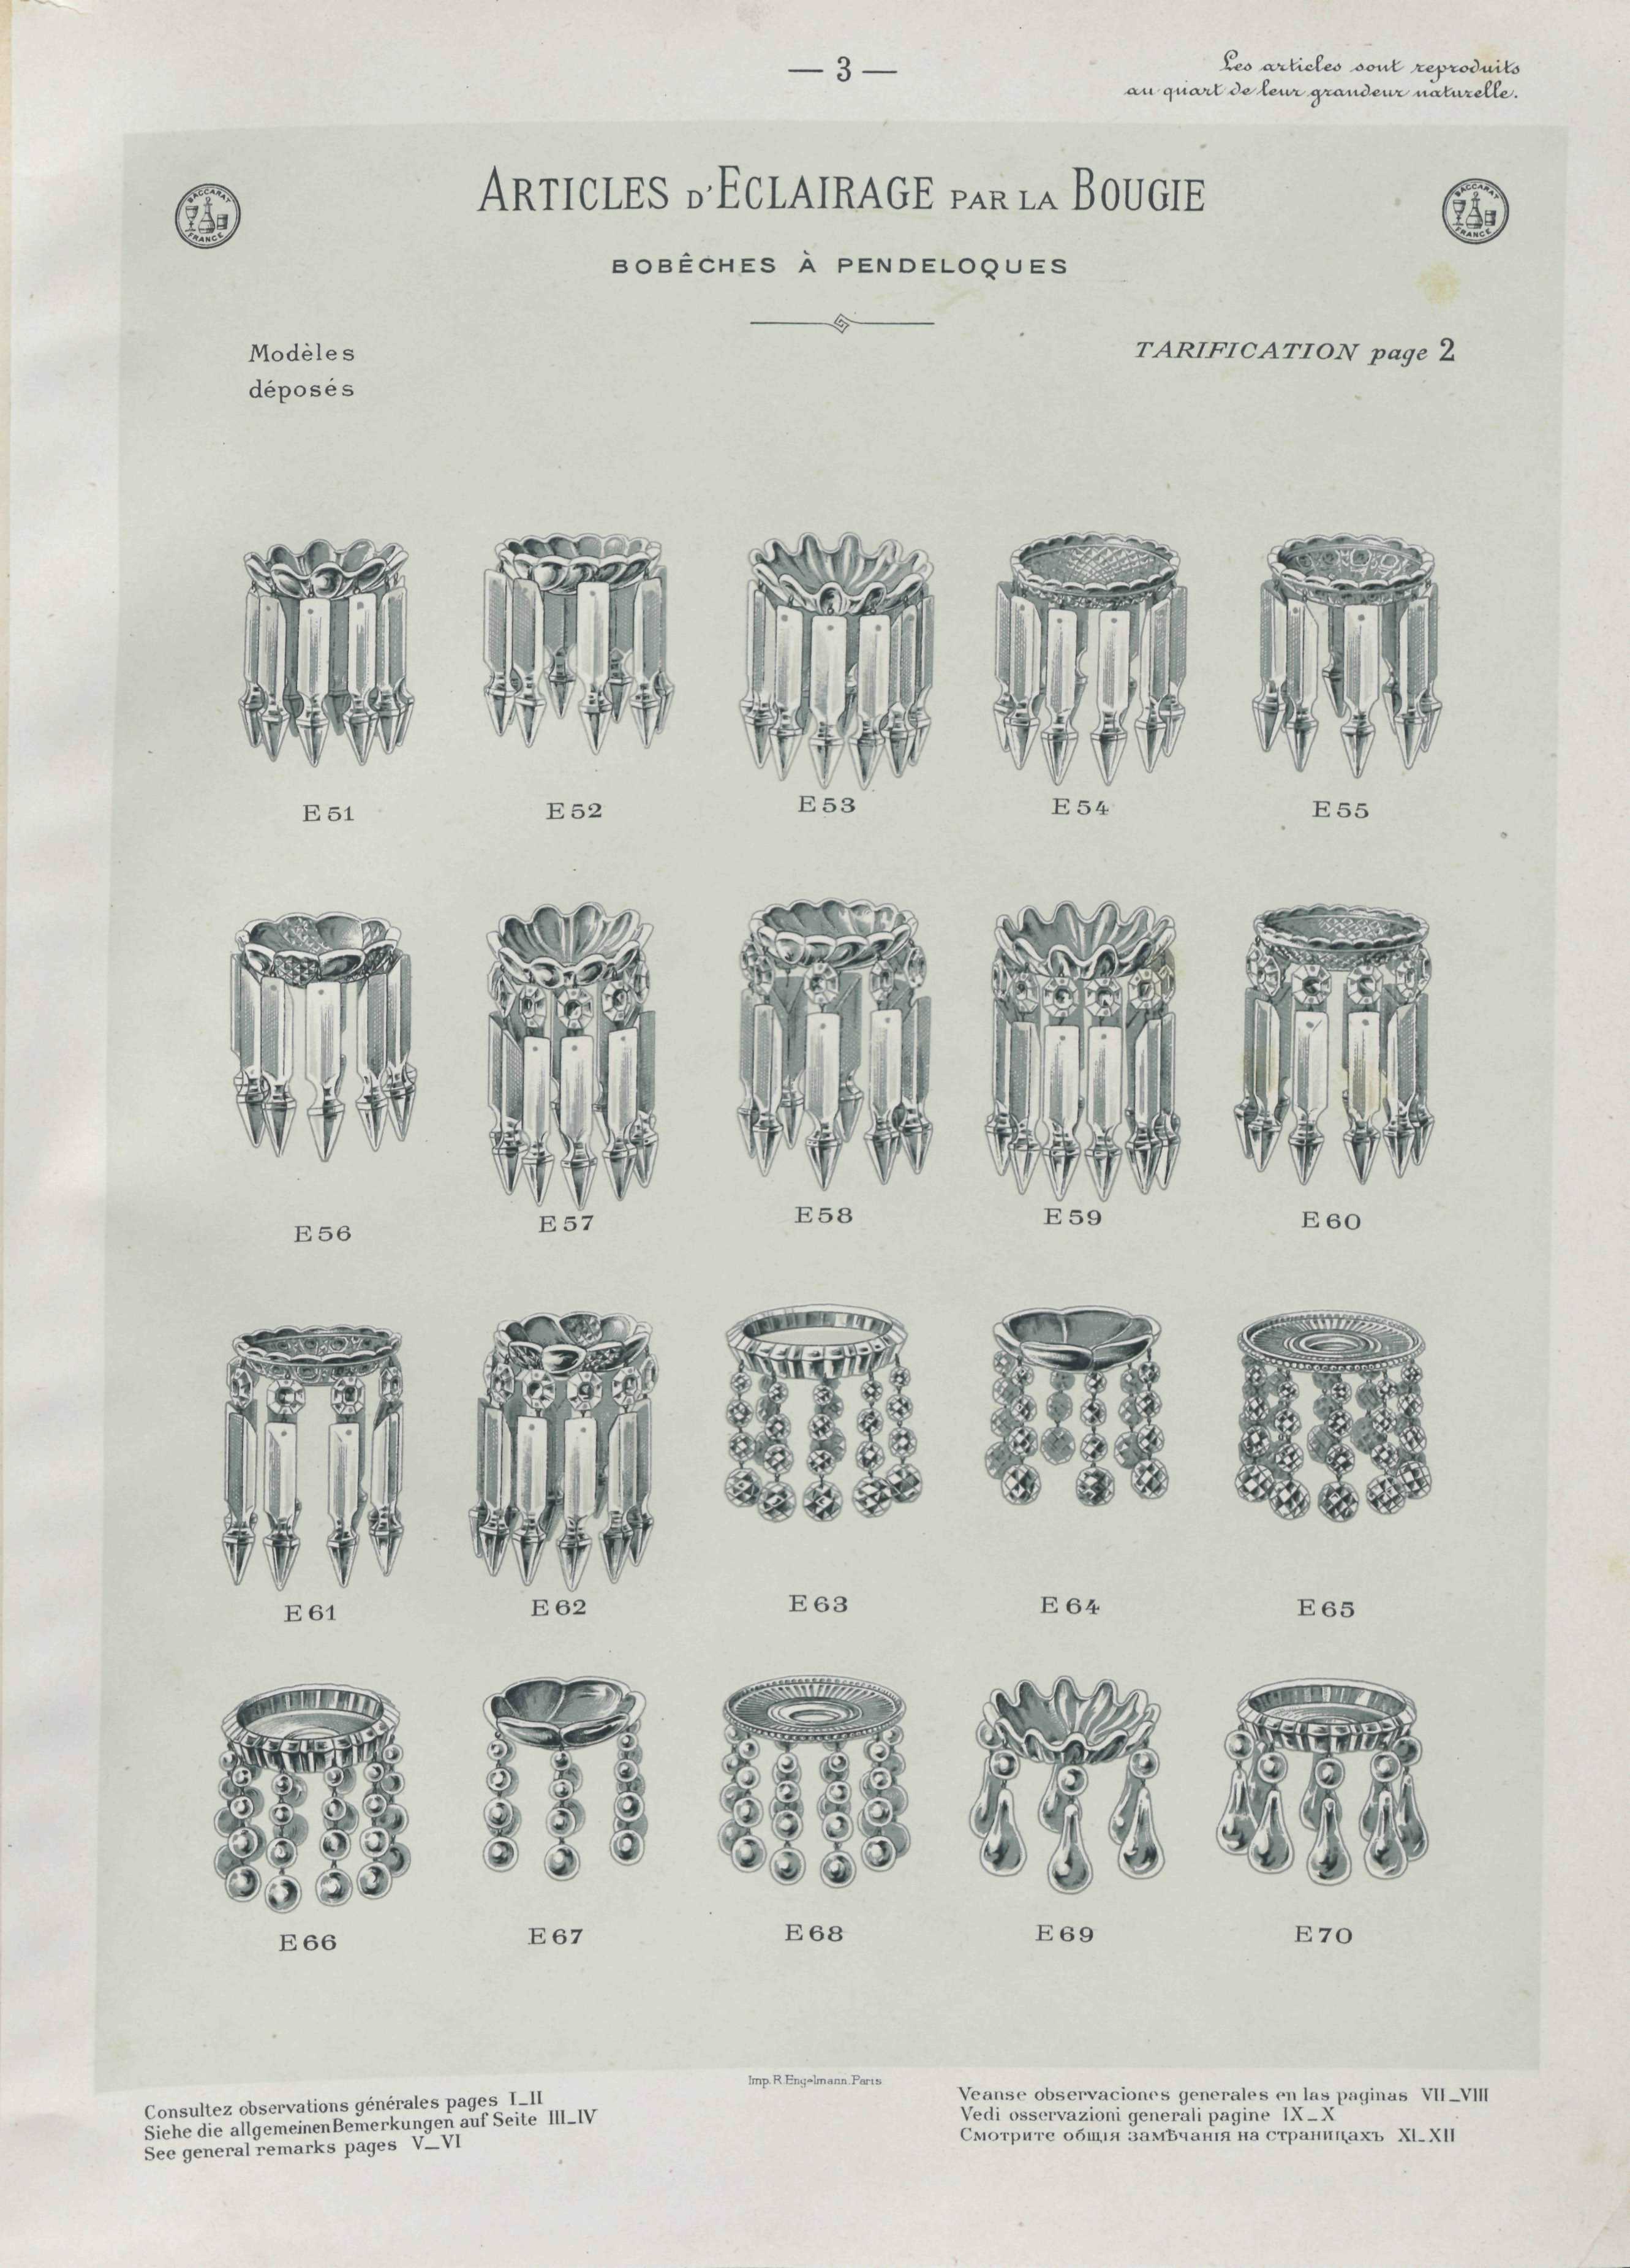 — 3 —
Les articles sont reproduits
au quart de leur grandeur naturelle.
BACCARAT
FRANCE
ARTICLES D'ECLAIRAGE PAR LA BOUGIE
BACCARAT
FRANCE
BOBÊCHES À PENDELOQUES
Modèles
déposés
TARIFICATION page 2
E 51
E 52
E 53
E 54
E 55
E 56
E 57
E 58
E 59
E 60
E 61
E 62
E 63
E 64
E 65
E 66
E 67
E 68
E 69
E 70
Imp. R. Engelmann. Paris
Consultez observations générales pages I_II
Siehe die allgemeinen Bemerkungen auf Seite III_IV
See general remarks pages V_VI
Veanse observaciones generales en las paginas VII_VIII
Vedi osservazioni generali pagine IX_X
Смотрите общiя замѣчанiя на страницахъ XI_XII